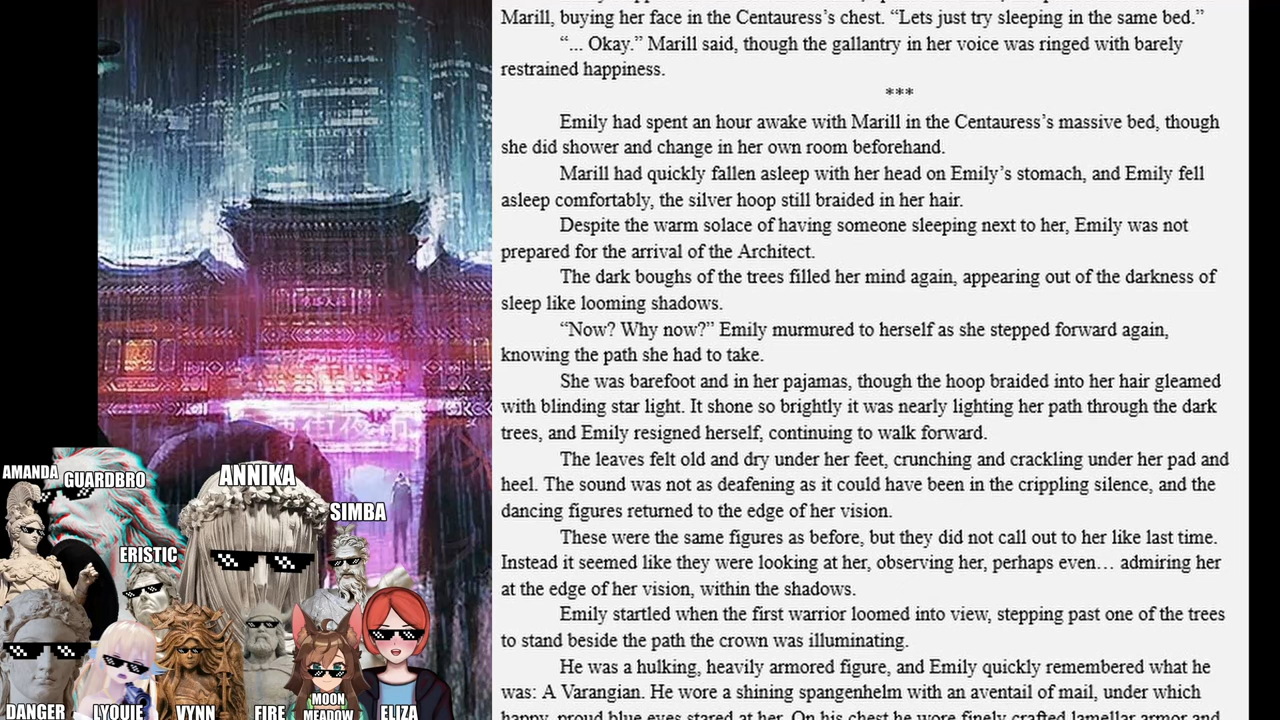 Marill, buying her face in the Centauress’s chest. “Lets just try sleeping in the same bed.”
“... Okay.” Marill said, though the gallantry in her voice was ringed with barely
restrained happiness.
***
Emily had spent an hour awake with Marill in the Centauress’s massive bed, though
she did shower and change in her own room beforehand.
Marill had quickly fallen asleep with her head on Emily’s stomach, and Emily fell
asleep comfortably, the silver hoop still braided in her hair.
Despite the warm solace of having someone sleeping next to her, Emily was not
prepared for the arrival of the Architect.
The dark boughs of the trees filled her mind again, appearing out of the darkness of
sleep like looming shadows.
“Now? Why now?” Emily murmured to herself as she stepped forward again,
knowing the path she had to take.
She was barefoot and in her pajamas, though the hoop braided into her hair gleamed
with blinding star light. It shone so brightly it was nearly lighting her path through the dark
trees, and Emily resigned herself, continuing to walk forward.
The leaves felt old and dry under her feet, crunching and crackling under her pad and
heel. The sound was not as deafening as it could have been in the crippling silence, and the
dancing figures returned to the edge of her vision.
These were the same figures as before, but they did not call out to her like last time.
Instead it seemed like they were looking at her, observing her, perhaps even… admiring her
at the edge of her vision, within the shadows.
Emily startled when the first warrior loomed into view, stepping past one of the trees
to stand beside the path the crown was illuminating.
He was a hulking, heavily armored figure, and Emily quickly remembered what he
was: A Varangian. He wore a shining spangenhelm with an aventail of mail, under which
happy, proud blue eyes stared at her. On his chest he wore finely crafted lamellar armor and
AMANDA
GUARDBRO
ANNIKA
SIMBA
ERISTIC
DANGER
LYQUIE
VYNN
FIRE
MOON
MEADOW
ELIZA